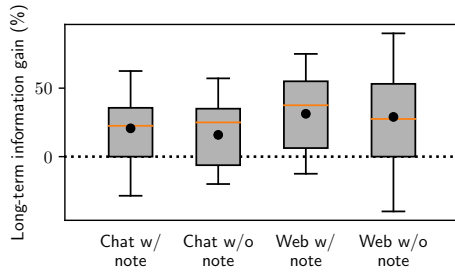 Long-term information gain (%)
50
0
Chat w/ note
Chat w/o note
Web w/ note
Web w/o note